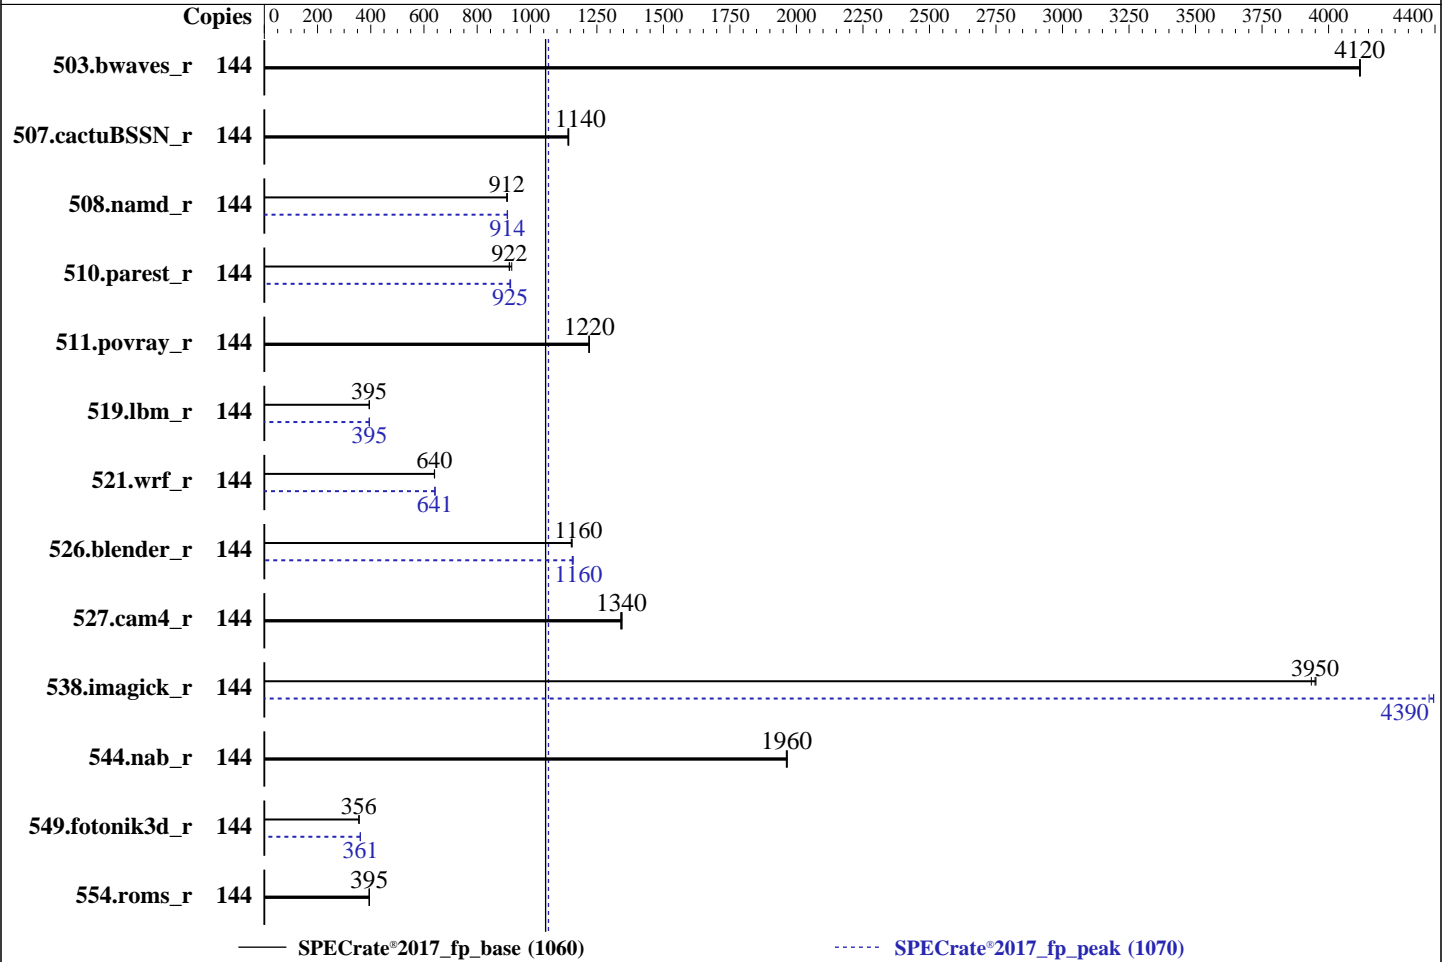 Copies 0 200 400 600 800 1000 1250 1500 1750 2000 2250 2500 2750 3000 3250 3500 3750 4000 4400
503.bwaves_r 144 4120
507.cactuBSSN_r 144 1140
508.namd_r 144 912
914
510.parest_r 144 922
925
511.povray_r 144 1220
519.lbm_r 144 395
395
521.wrf_r 144 640
641
526.blender_r 144 1160
1160
527.cam4_r 144 1340
538.imagick_r 144 3950
4390
544.nab_r 144 1960
549.fotonik3d_r 144 356
361
554.roms_r 144 395
SPECrate®2017_fp_base (1060) SPECrate®2017_fp_peak (1070)